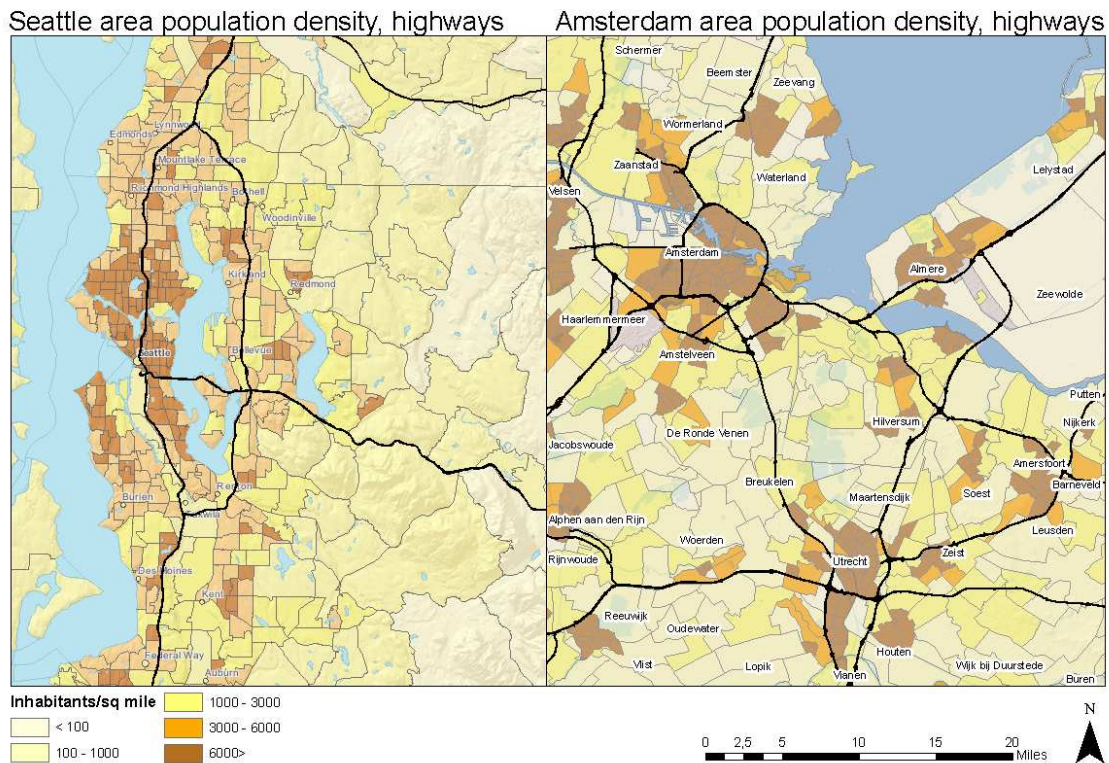 Seattle area population density, highways
Amsterdam area population density, highways
Edmonds
Lynnwood
Mountlake Terrace
Richmond Highlands
Bothell
Woodinville
Kirkland
Redmond
Seattle
Bellevue
Burien
Renton
Des Moines
Kent
Federal Way
Auburn
Schermer
Beemster
Zeevang
Wormerland
Zaanstad
Waterland
Lelystad
Velsen
Amsterdam
Almere
Zeewolde
Haarlemmermeer
Amstelveen
Putten
Nijkerk
Hilversum
De Ronde Venen
Jacobswoude
Amersfoort
Barneveld
Breukelen
Maartensdijk
Soest
Leusden
Alphen aan den Rijn
Woerden
Rijnwoude
Utrecht
Zeist
Reeuwijk
Oudewater
Houten
Vlist
Lopik
Wijk bij Duurstede
Vianen
Buren
Inhabitants/sq mile
< 100
100 - 1000
1000 - 3000
3000 - 6000
6000>
0 2,5 5 10 15 20
Miles
N